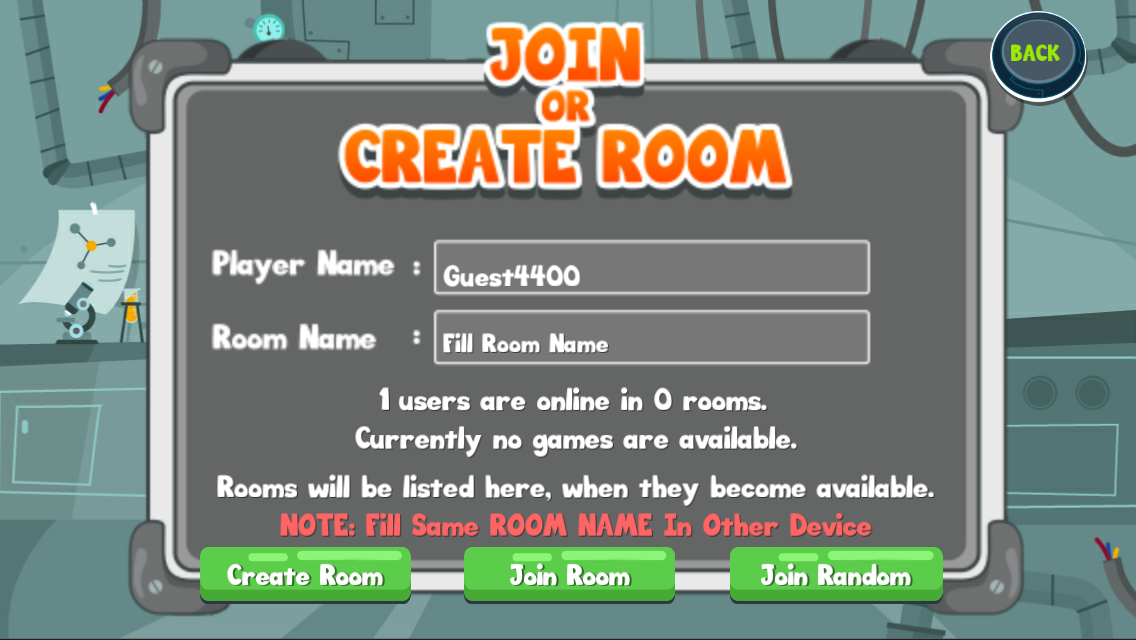 JOIN
OR
CREATE ROOM
BACK
Player Name : Guest4400
Room Name : Fill Room Name
1 users are online in 0 rooms.
Currently no games are available.
Rooms will be listed here, when they become available.
NOTE: Fill Same ROOM NAME In Other Device
Create Room Join Room Join Random